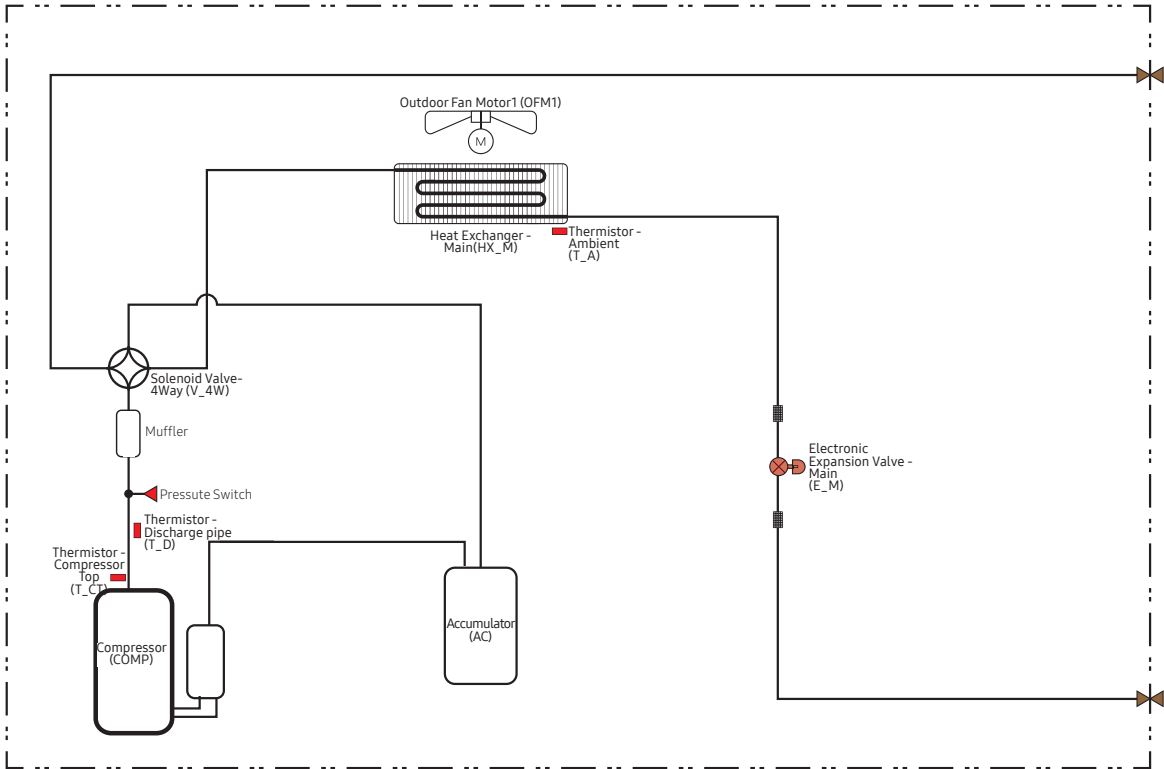 Outdoor Fan Motor1 (OFM1)
M
Heat Exchanger -
Main(HX_M)
Thermistor -
Ambient
(T_A)
Solenoid Valve-
4Way (V_4W)
Muffler
Pressute Switch
Thermistor -
Discharge pipe
(T_D)
Thermistor -
Compressor
Top
(T_CT)
Compressor
(COMP)
Accumulator
(AC)
Electronic
Expansion Valve -
Main
(E_M)